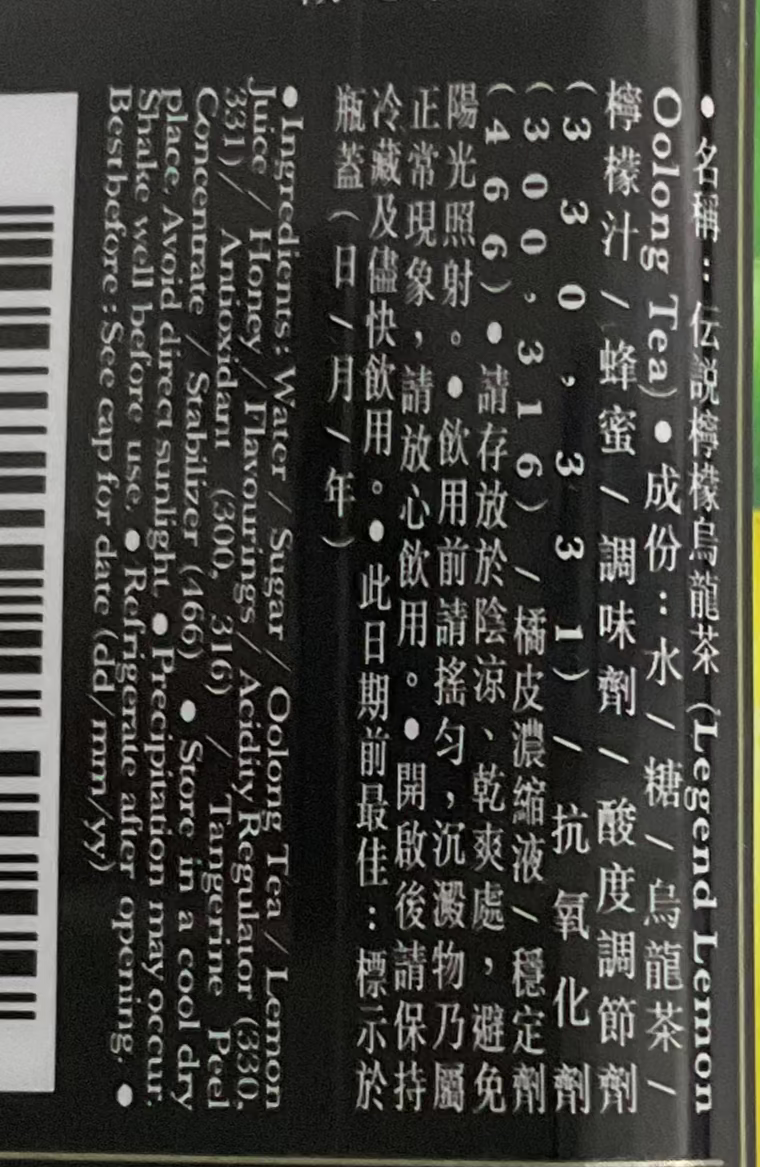 ●名稱：伝説檸檬烏龍茶 (Legend Lemon
Oolong Tea) ●成份：水 / 糖 / 烏龍茶 /
檸檬汁 / 蜂蜜 / 調味劑 / 酸度調節劑
(330, 331) / 抗氧化劑
(300, 316) / 橘皮濃縮液 / 穩定劑
(466) ●請存放於陰涼、乾爽處，避免
陽光照射。●飲用前請搖勻，沉澱物乃屬
正常現象，請放心飲用。●開啟後請保持
冷藏及儘快飲用。●此日期前最佳：標示於
瓶蓋 (日 / 月 / 年)
●Ingredients: Water / Sugar / Oolong Tea / Lemon
Juice / Honey / Flavourings / Acidity Regulator (330,
331) / Antioxidant (300, 316) / Tangerine Peel
Concentrate / Stabilizer (466) ● Store in a cool dry
place. Avoid direct sunlight. ●Precipitation may occur.
Shake well before use. ●Refrigerate after opening. ●
Best before : See cap for date (dd/mm/yy)